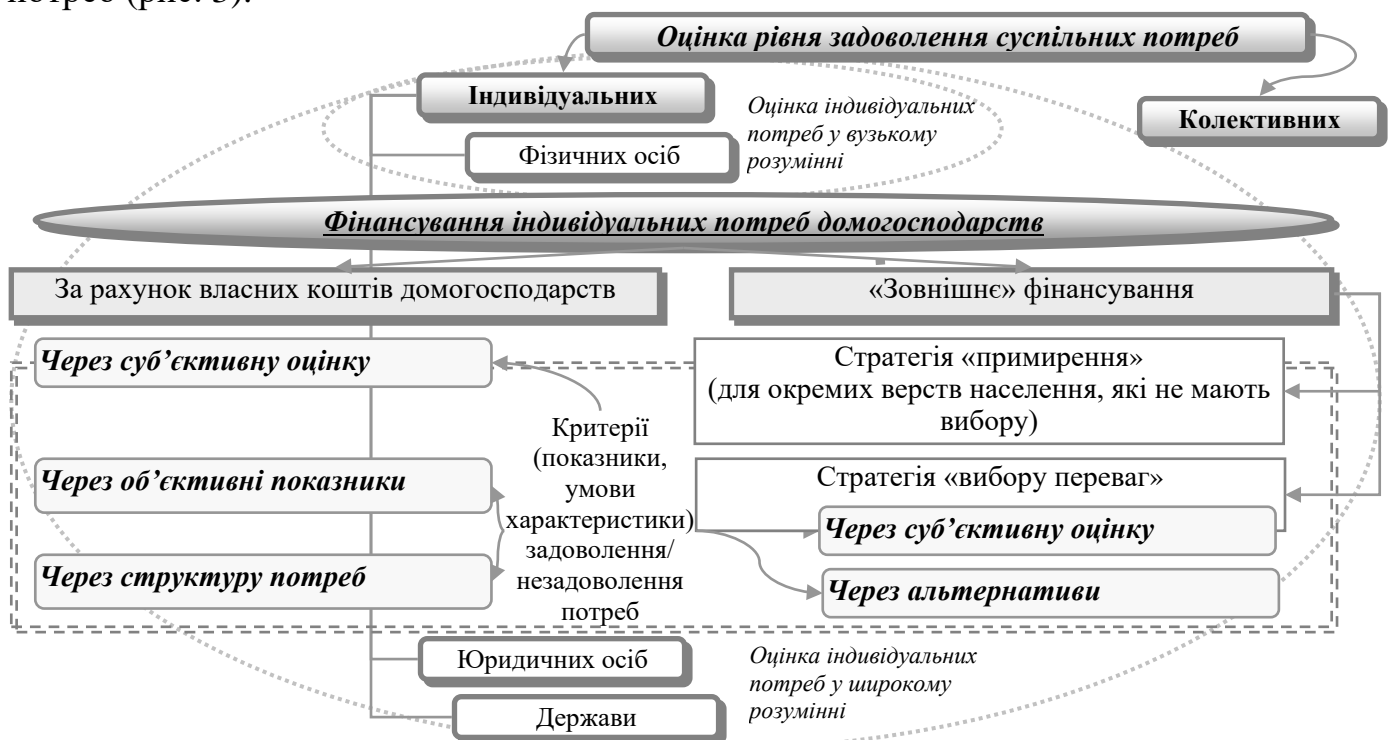 потреб (рис. 3).
Оцінка рівня задоволення суспільних потреб
Індивідуальних
Оцінка індивідуальних
потреб у вузькому
розумінні
Колективних
Фізичних осіб
Фінансування індивідуальних потреб домогосподарств
За рахунок власних коштів домогосподарств
«Зовнішнє» фінансування
Через суб’єктивну оцінку
Стратегія «примирення»
(для окремих верств населення, які не мають
вибору)
Критерії
(показники,
умови
характеристики)
задоволення/
незадоволення
потреб
Через об’єктивні показники
Через структуру потреб
Стратегія «вибору переваг»
Через суб’єктивну оцінку
Через альтернативи
Юридичних осіб
Держави
Оцінка індивідуальних
потреб у широкому
розумінні